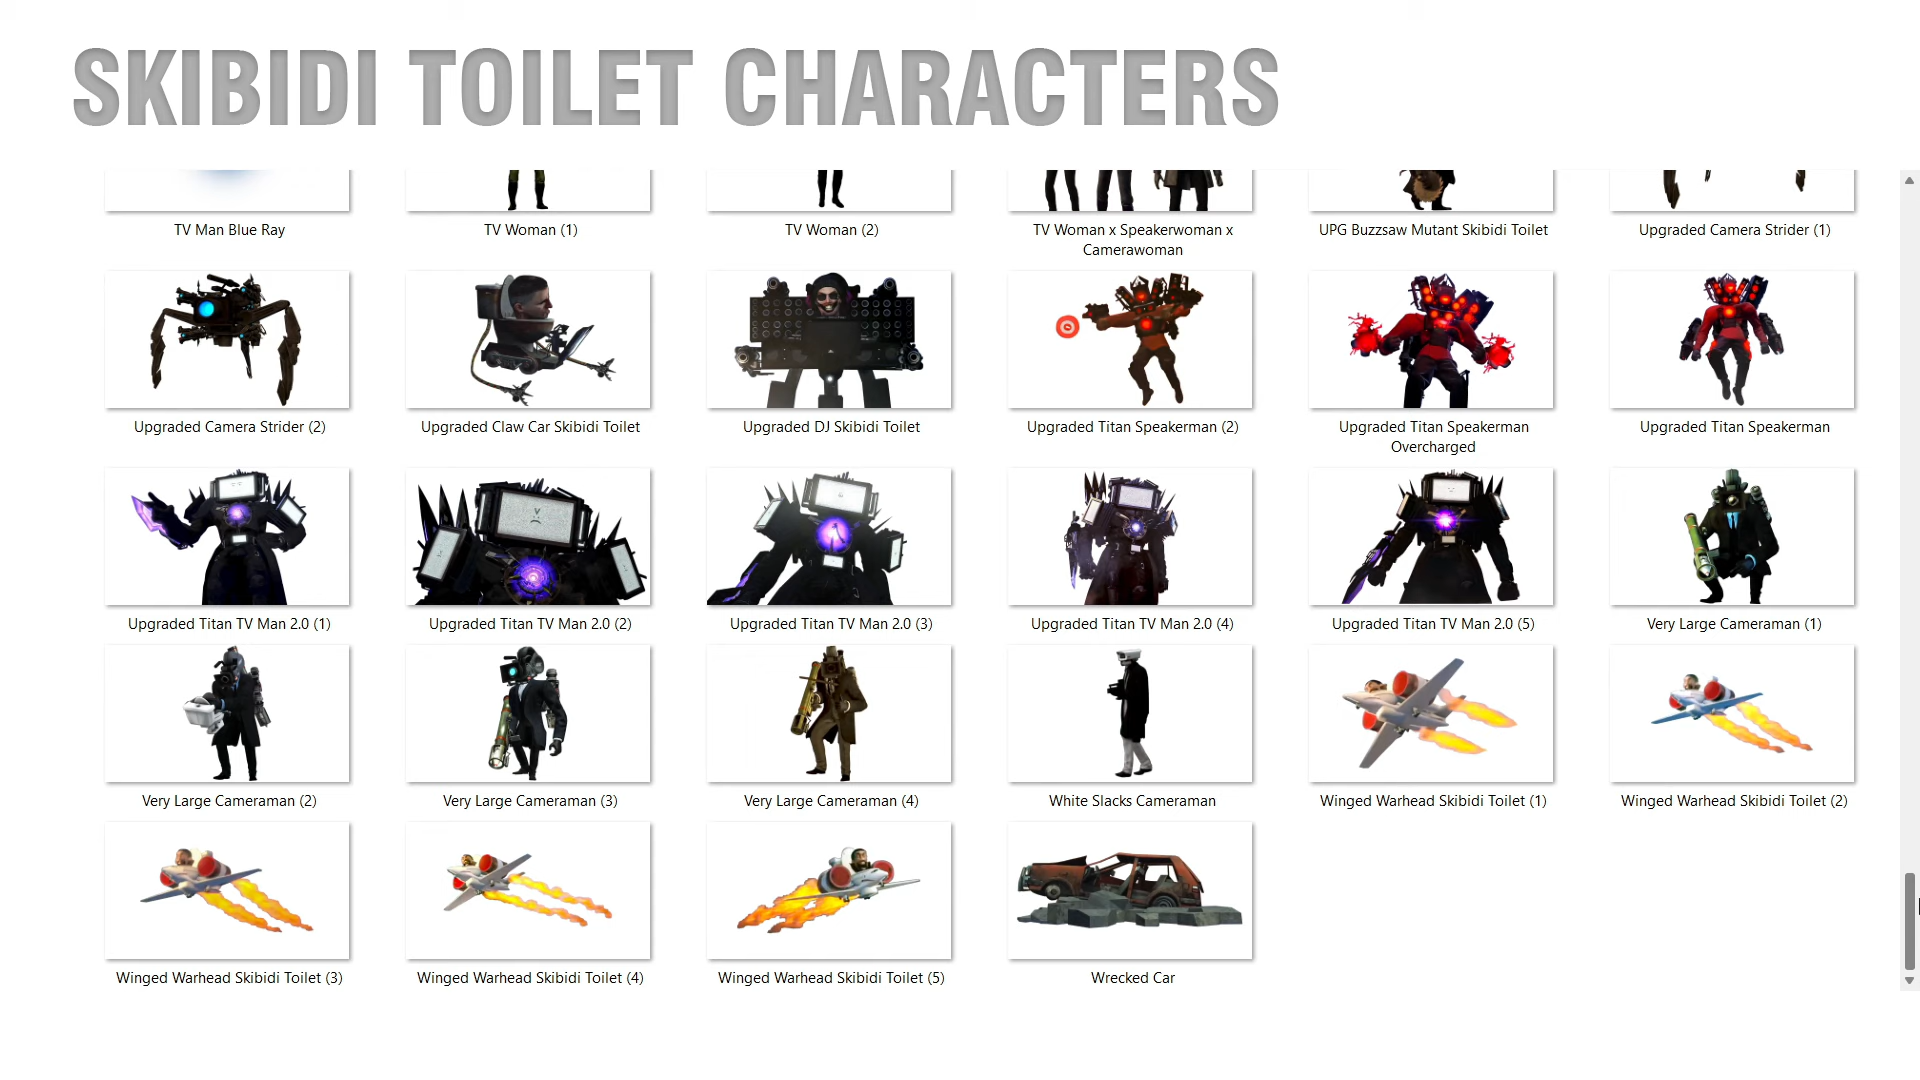 SKIBIDI TOILET CHARACTERS
TV Man Blue Ray
TV Woman (1)
TV Woman (2)
TV Woman x Speakerwoman x
Camerawoman
UPG Buzzsaw Mutant Skibidi Toilet
Upgraded Camera Strider (1)
Upgraded Camera Strider (2)
Upgraded Claw Car Skibidi Toilet
Upgraded DJ Skibidi Toilet
Upgraded Titan Speakerman (2)
Upgraded Titan Speakerman
Overcharged
Upgraded Titan Speakerman
Upgraded Titan TV Man 2.0 (1)
Upgraded Titan TV Man 2.0 (2)
Upgraded Titan TV Man 2.0 (3)
Upgraded Titan TV Man 2.0 (4)
Upgraded Titan TV Man 2.0 (5)
Very Large Cameraman (1)
Very Large Cameraman (2)
Very Large Cameraman (3)
Very Large Cameraman (4)
White Slacks Cameraman
Winged Warhead Skibidi Toilet (1)
Winged Warhead Skibidi Toilet (2)
Winged Warhead Skibidi Toilet (3)
Winged Warhead Skibidi Toilet (4)
Winged Warhead Skibidi Toilet (5)
Wrecked Car